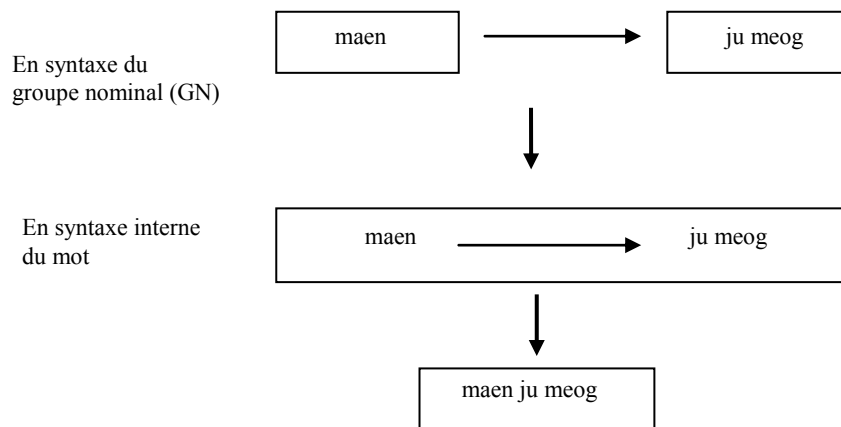 maen ju meog
En syntaxe du
groupe nominal (GN)
En syntaxe interne
du mot
maen ju meog
maen ju meog